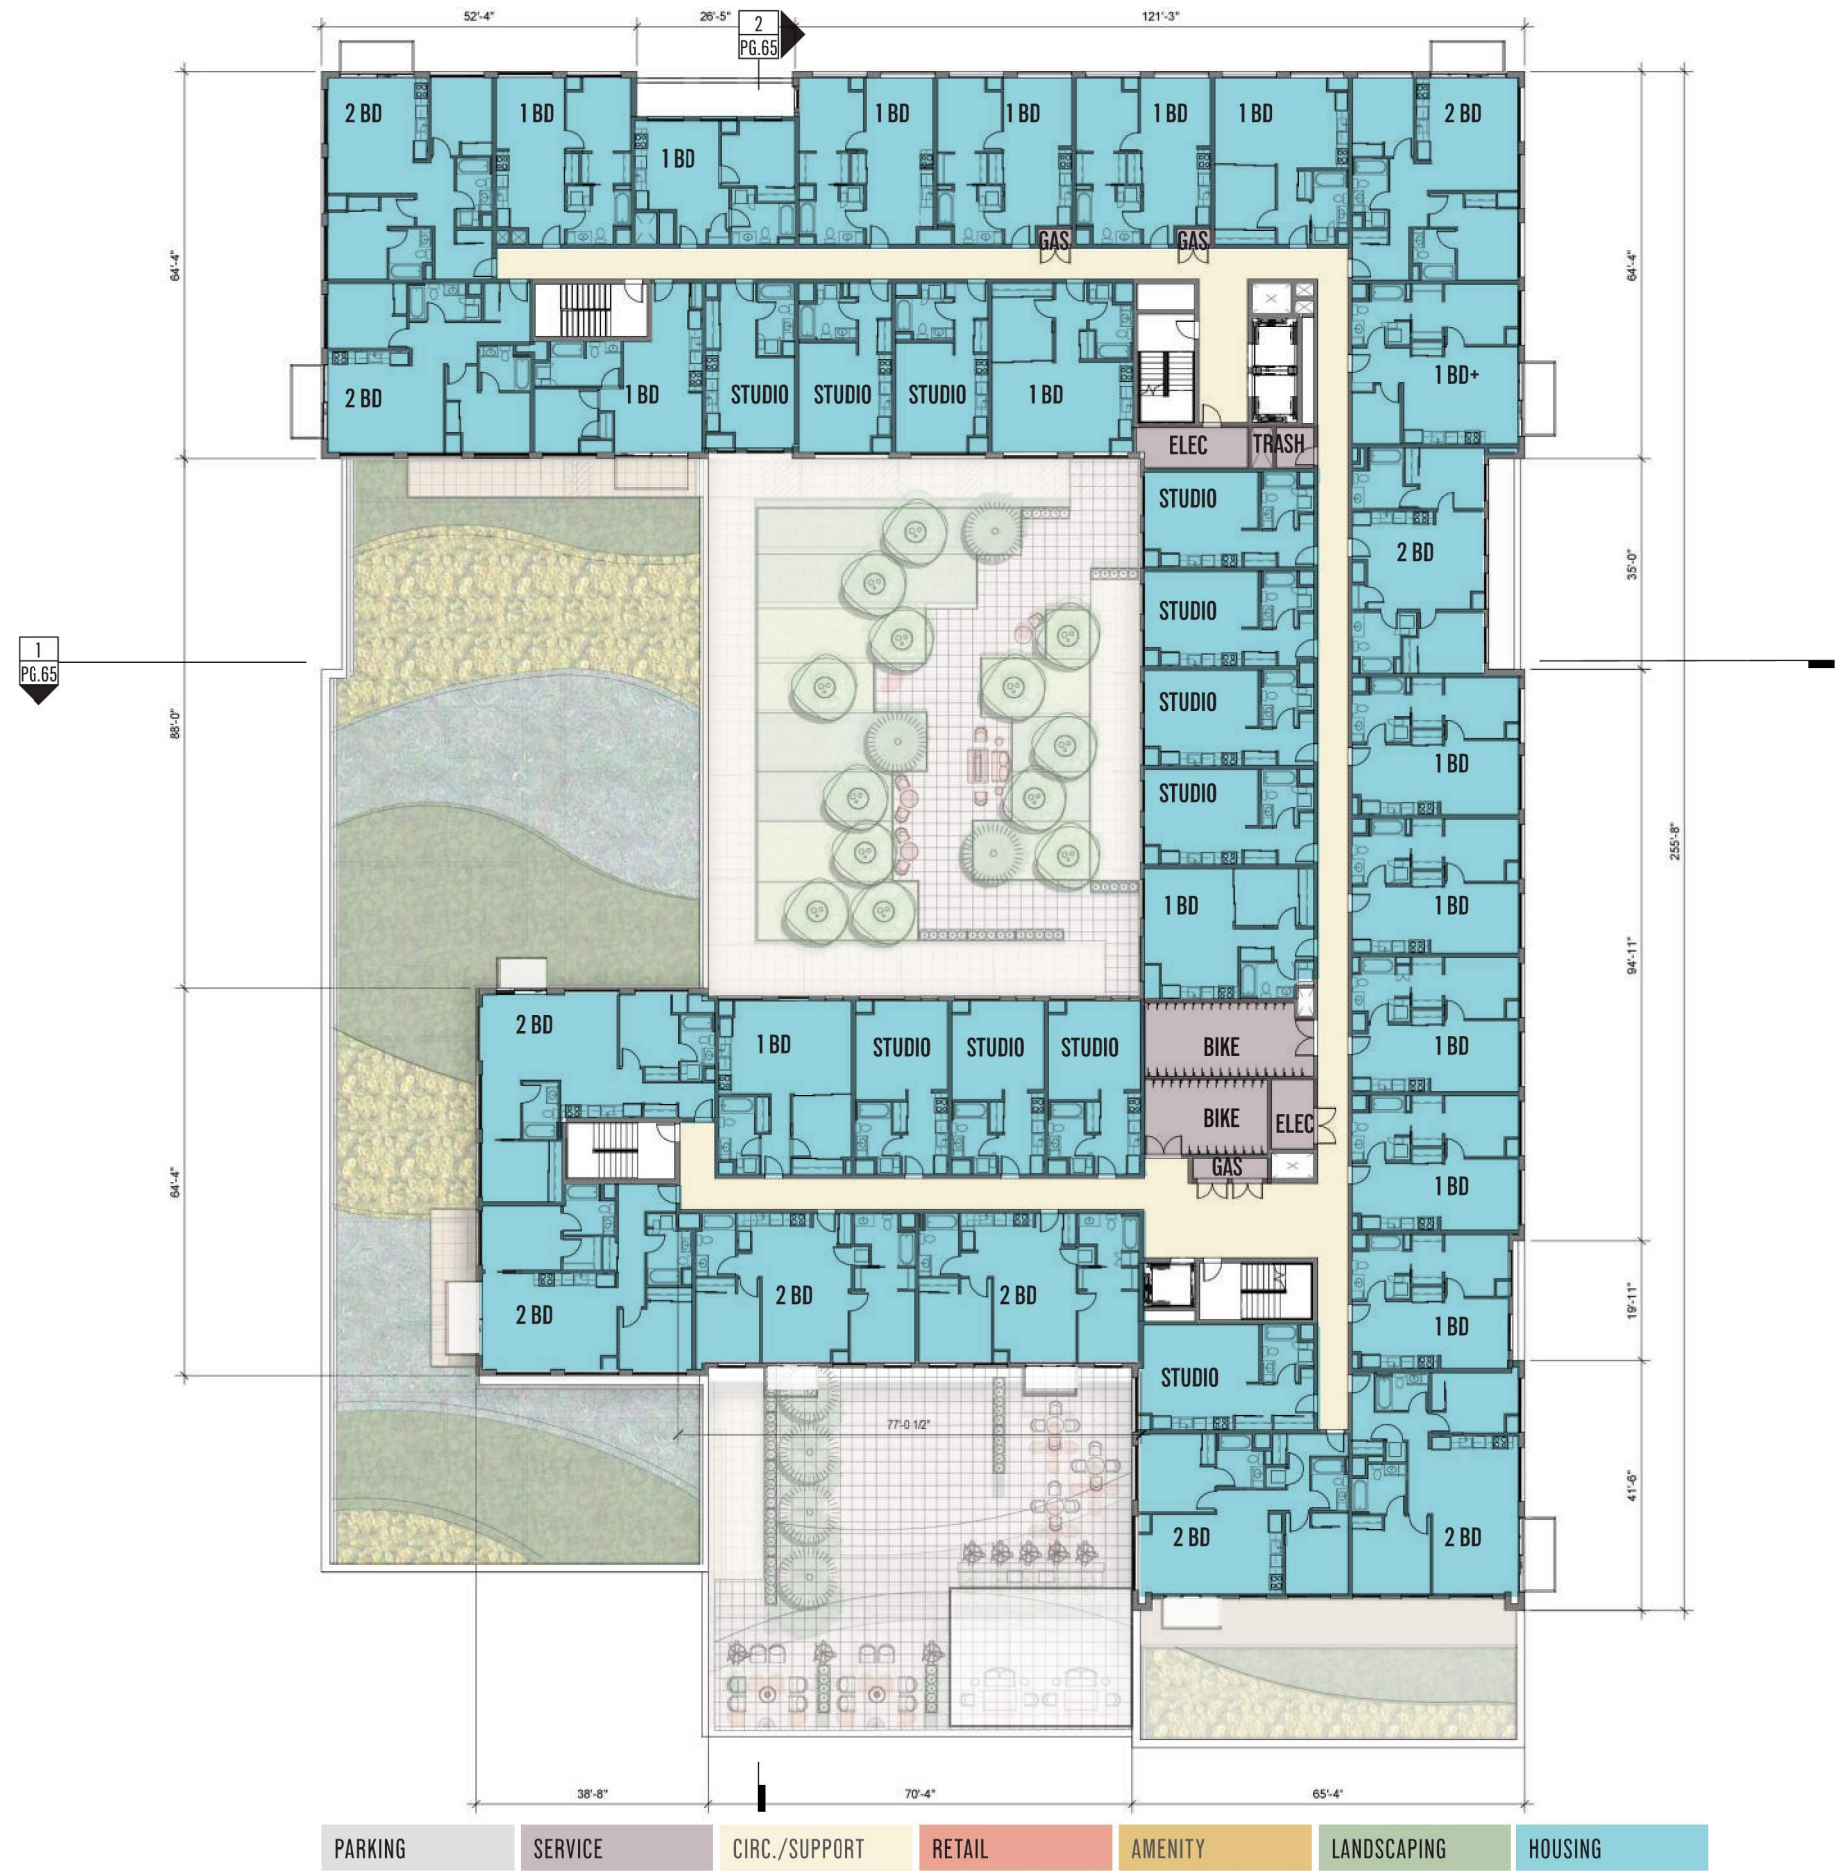 52'-4"
26'-5"
121'-3"
2
PG.65
2 BD
1 BD
1 BD
1 BD
1 BD
1 BD
1 BD
2 BD
GAS
GAS
64'-4"
64'-4"
2 BD
1 BD
STUDIO
STUDIO
STUDIO
1 BD
1 BD+
ELEC
TRASH
STUDIO
2 BD
35'-0"
STUDIO
1
PG.65
STUDIO
88'-0"
1 BD
STUDIO
255'-8"
1 BD
1 BD
94'-11"
2 BD
1 BD
STUDIO
STUDIO
STUDIO
BIKE
1 BD
BIKE
ELEC
GAS
64'-4"
1 BD
2 BD
2 BD
2 BD
19'-11"
1 BD
STUDIO
77'-0 1/2"
41'-6"
2 BD
2 BD
38'-8"
70'-4"
65'-4"
PARKING
SERVICE
CIRC./SUPPORT
RETAIL
AMENITY
LANDSCAPING
HOUSING